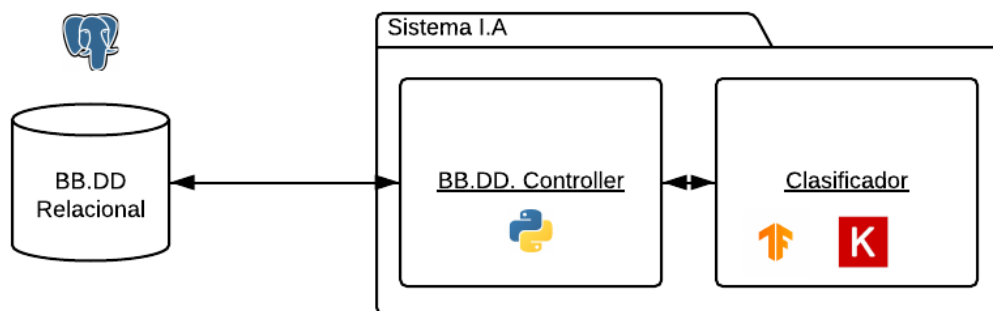 Sistema I.A
BB.DD
Relacional
BB.DD. Controller
Clasificador
K